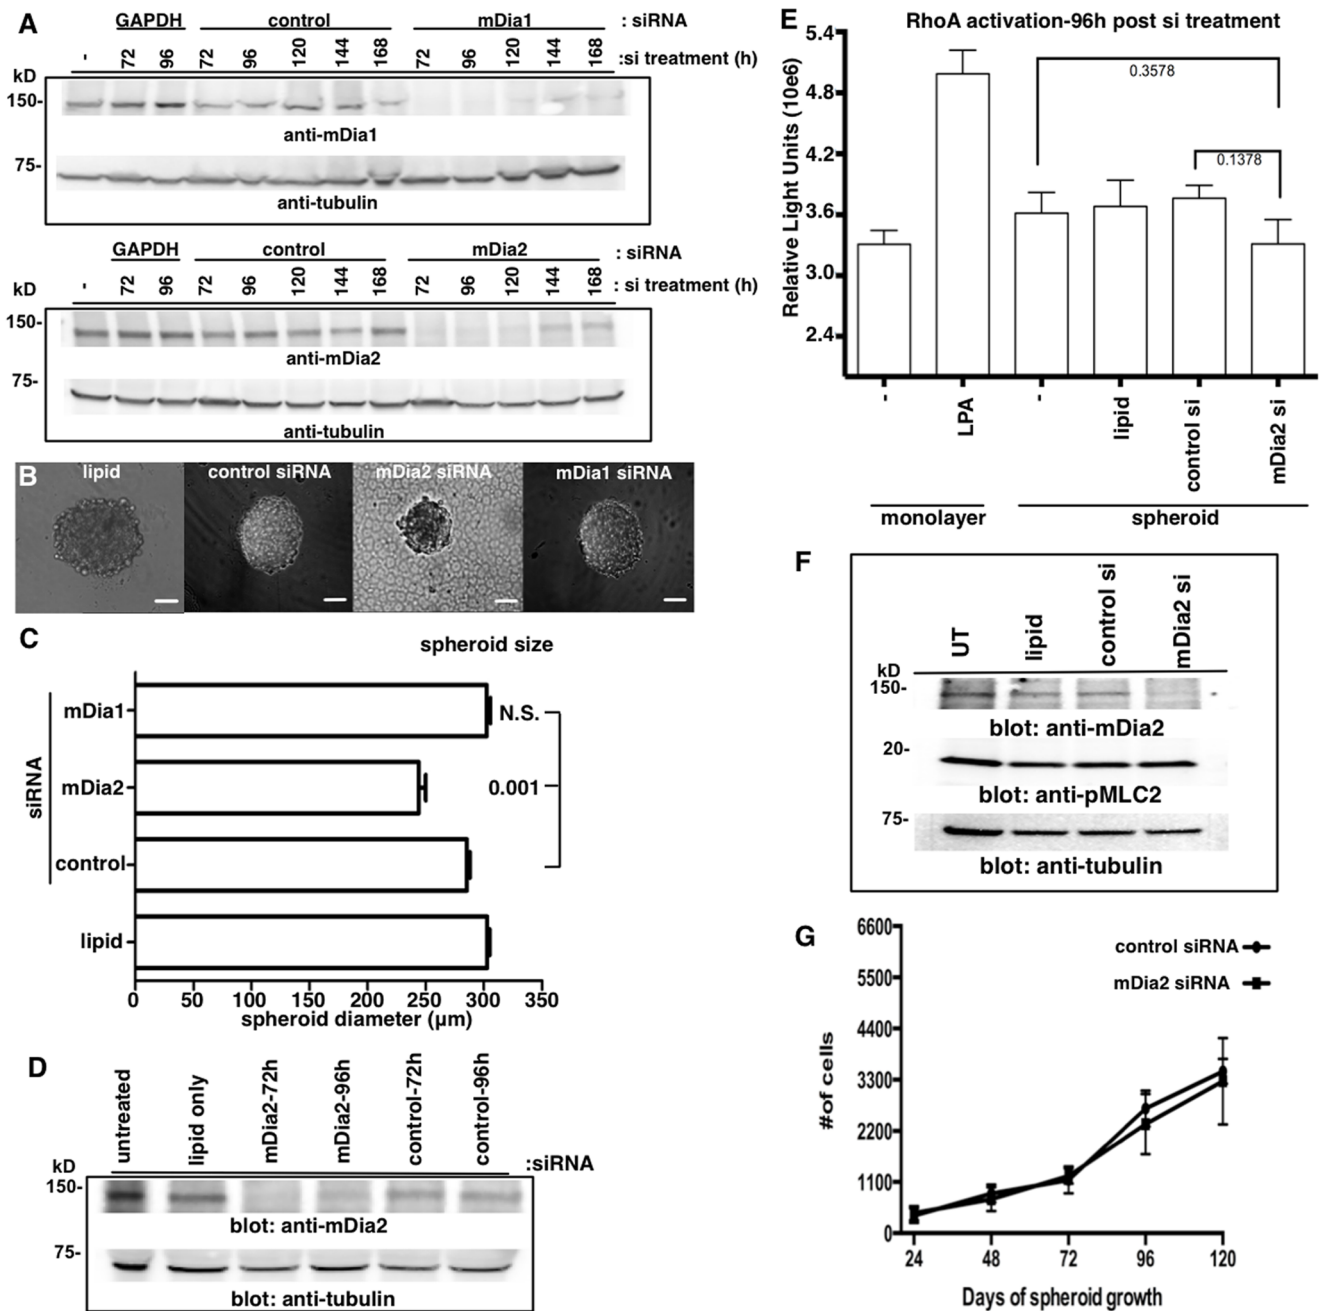 A
GAPDH control mDia1 : siRNA
- 72 96 72 96 120 144 168 72 96 120 144 168 :si treatment (h)
kD
150-
anti-mDia1
75-
anti-tubulin
GAPDH control mDia2 : siRNA
- 72 96 72 96 120 144 168 72 96 120 144 168 : si treatment (h)
kD
150-
anti-mDia2
75-
anti-tubulin
B
lipid control siRNA mDia2 siRNA mDia1 siRNA
C
spheroid size
siRNA
mDia1
N.S.
mDia2
0.001
control
lipid
0 50 100 150 200 250 300 350
spheroid diameter (µm)
D
untreated lipid only mDia2-72h mDia2-96h control-72h control-96h :siRNA
kD
150-
blot: anti-mDia2
75-
blot: anti-tubulin
E
RhoA activation-96h post si treatment
Relative Light Units (10e6)
5.4
4.8
4.2
3.6
3.0
2.4
0.3578
0.1378
- LPA - lipid control si mDia2 si
monolayer spheroid
F
UT lipid control si mDia2 si
kD
150-
blot: anti-mDia2
20-
blot: anti-pMLC2
75-
blot: anti-tubulin
G
control siRNA
mDia2 siRNA
#of cells
6600
5500
4400
3300
2200
1100
0
24 48 72 96 120
Days of spheroid growth